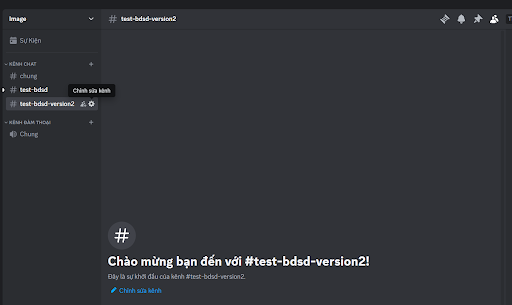 Image
test-bdsd-version2
Sự Kiện
KÊNH CHAT
chung
test-bdsd
Chỉnh sửa kênh
test-bdsd-version2
KÊNH ĐÀM THOẠI
Chung
Chào mừng bạn đến với #test-bdsd-version2!
Đây là sự khởi đầu của kênh #test-bdsd-version2.
Chỉnh sửa kênh